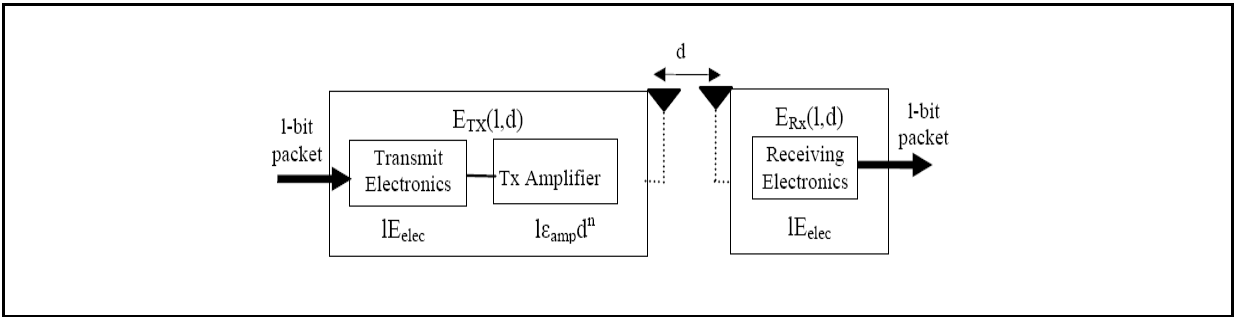 d
l-bit
packet
E_TX(l,d)
Transmit
Electronics
Tx Amplifier
lE_elec
lε_amp d^n
E_Rx(l,d)
Receiving
Electronics
lE_elec
l-bit
packet